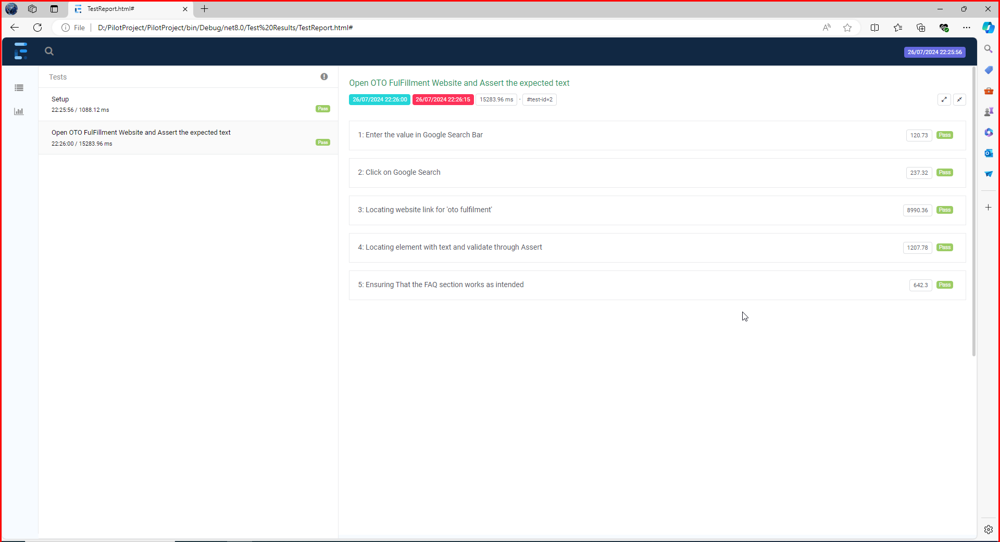 TestReport.html#
File
D:/PilotProject/PilotProject/bin/Debug/net8.0/Test%20Results/TestReport.html#
26/07/2024 22:25:56
Tests
Setup
22:25:56 / 1088.12 ms
Pass
Open OTO FulFillment Website and Assert the expected text
22:26:00 / 15283.96 ms
Pass
Open OTO FulFillment Website and Assert the expected text
26/07/2024 22:26:00 26/07/2024 22:26:15 15283.96 ms · #test-id=2
1: Enter the value in Google Search Bar 120.73 Pass
2: Click on Google Search 237.32 Pass
3: Locating website link for 'oto fulfilment' 8990.36 Pass
4: Locating element with text and validate through Assert 1207.78 Pass
5: Ensuring That the FAQ section works as intended 642.3 Pass